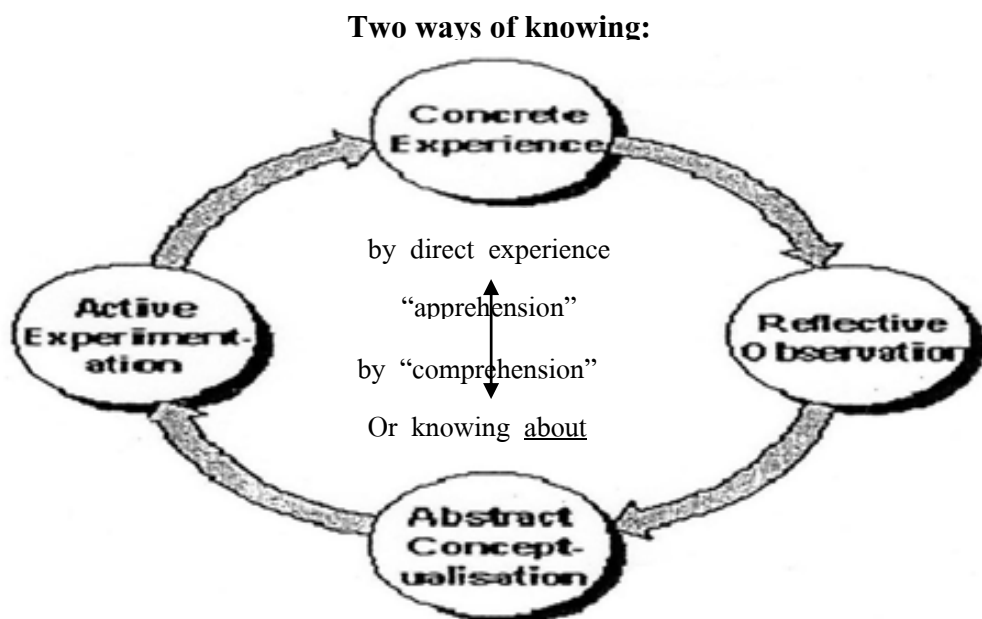 Two ways of knowing:
Concrete
Experience
by direct experience
“apprehension”
Active
Experiment-
ation
Reflective
Observation
by “comprehension”
Or knowing about
Abstract
Concept-
ualisation